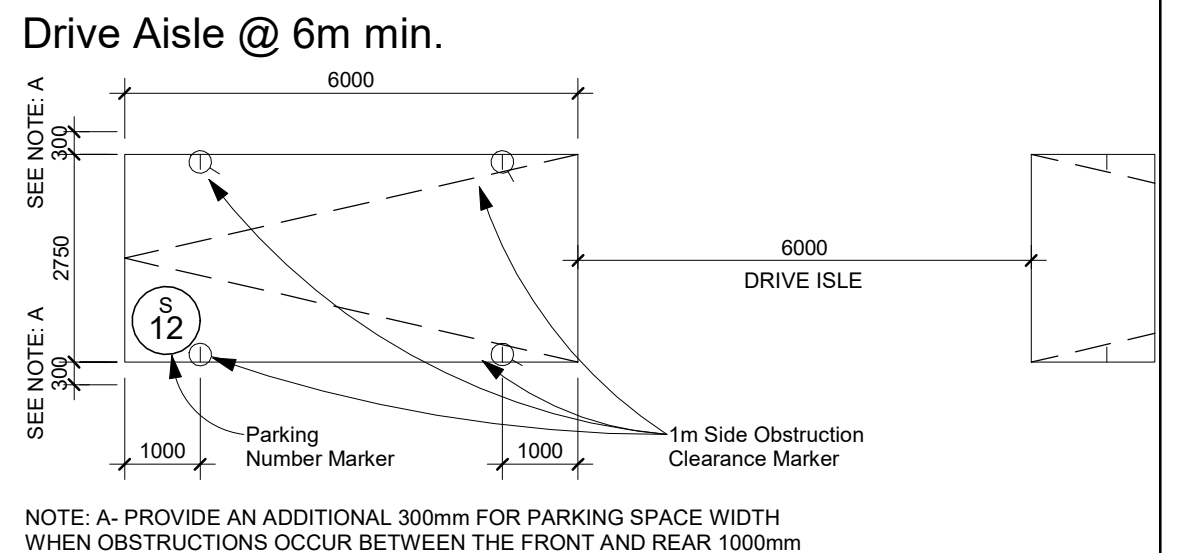 Drive Aisle @ 6m min.
6000
SEE NOTE: A
300
2750
6000
DRIVE ISLE
S
12
SEE NOTE: A
300
1000
Parking
Number Marker
1000
1m Side Obstruction
Clearance Marker
NOTE: A- PROVIDE AN ADDITIONAL 300mm FOR PARKING SPACE WIDTH
WHEN OBSTRUCTIONS OCCUR BETWEEN THE FRONT AND REAR 1000mm